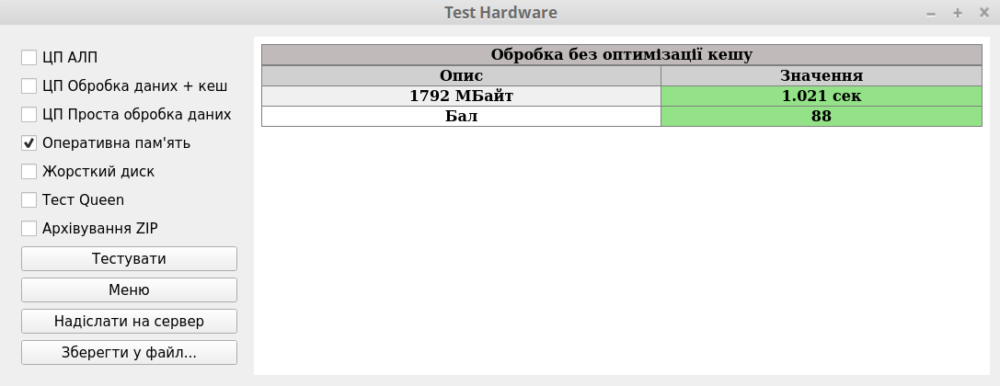 Test Hardware
ЦП АЛП
ЦП Обробка даних + кеш
ЦП Проста обробка даних
Оперативна пам'ять
Жорсткий диск
Тест Queen
Архівування ZIP
Тестувати
Меню
Надіслати на сервер
Зберегти у файл...
Обробка без оптимізації кешу
Опис Значення
1792 МБайт 1.021 сек
Бал 88